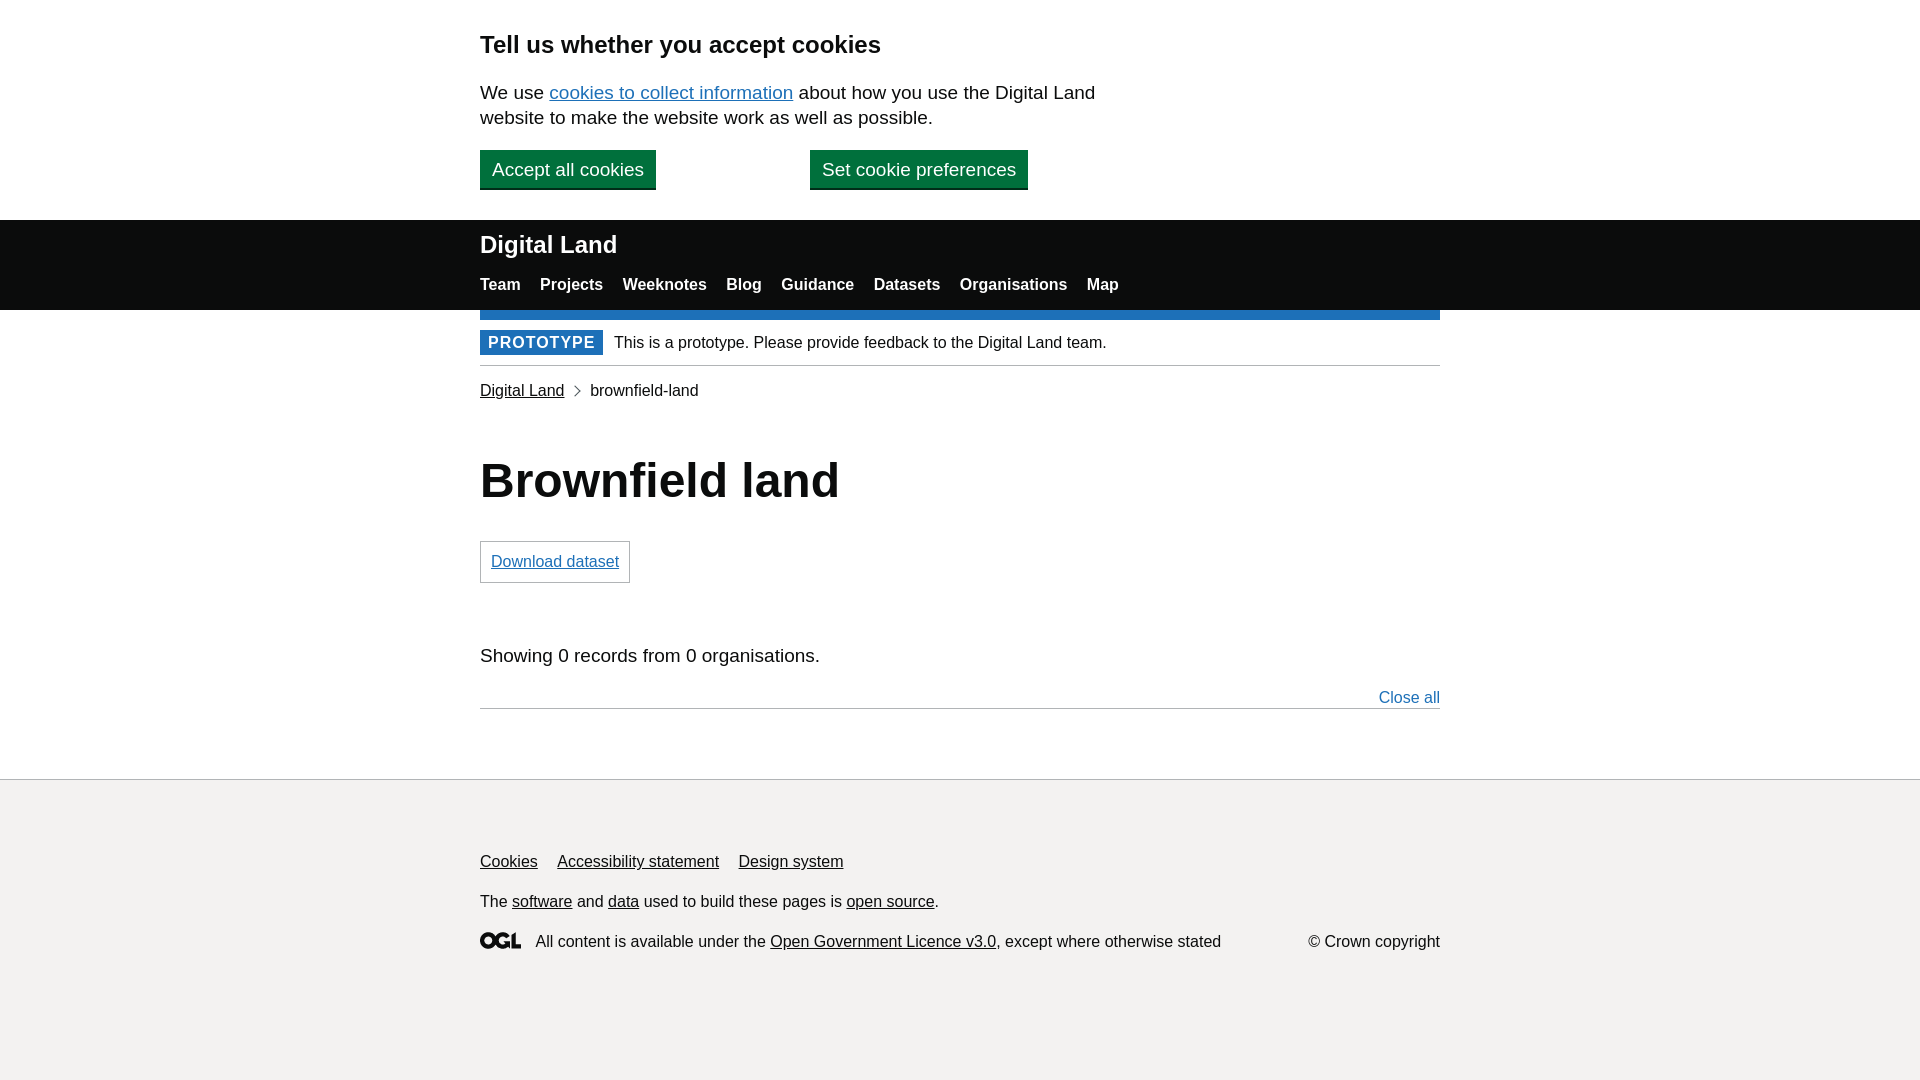 Tell us whether you accept cookies
We use cookies to collect information about how you use the Digital Land
website to make the website work as well as possible.
Accept all cookies
Set cookie preferences
Digital Land
Team Projects Weeknotes Blog Guidance Datasets Organisations Map
PROTOTYPE This is a prototype. Please provide feedback to the Digital Land team.
Digital Land brownfield-land
Brownfield land
Download dataset
Showing 0 records from 0 organisations.
Close all
Cookies Accessibility statement Design system
The software and data used to build these pages is open source.
OGL All content is available under the Open Government Licence v3.0, except where otherwise stated
© Crown copyright